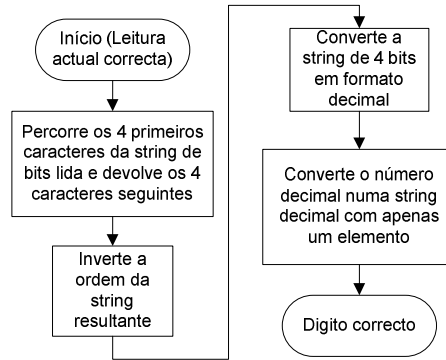 Início (Leitura
actual correcta)
Percorre os 4 primeiros
caracteres da string de
bits lida e devolve os 4
caracteres seguintes
Inverte a
ordem da
string
resultante
Converte a
string de 4 bits
em formato
decimal
Converte o número
decimal numa string
decimal com apenas
um elemento
Digito correcto